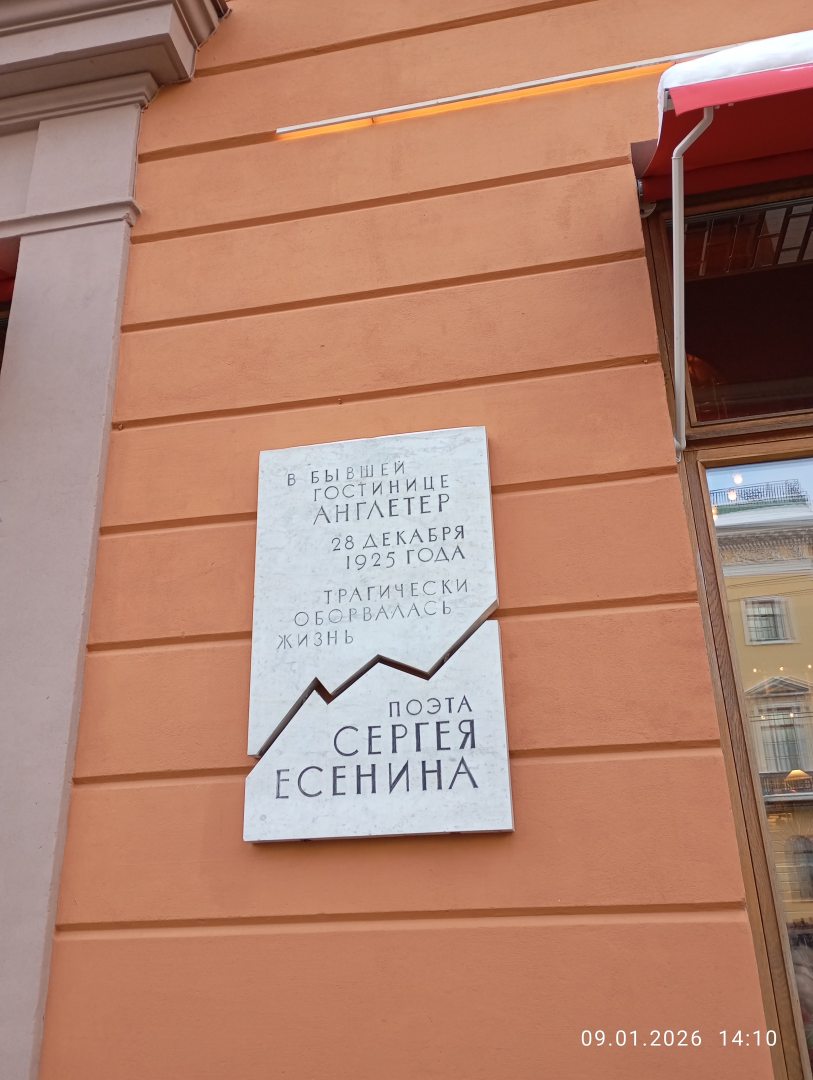 В БЫВШЕЙ
ГОСТИНИЦЕ
АНГЛЕТЕР
28 ДЕКАБРЯ
1925 ГОДА
ТРАГИЧЕСКИ
ОБОРВАЛАСЬ
ЖИЗНЬ
ПОЭТА
СЕРГЕЯ
ЕСЕНИНА
09.01.2026 14:10